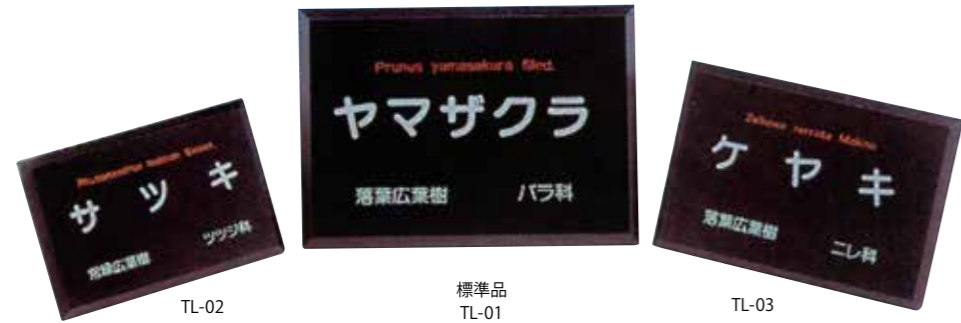 サツキ
常緑広葉樹 ツツジ科
TL-02
Prunus yamasakura Sied.
ヤマザクラ
落葉広葉樹 バラ科
標準品
TL-01
ケヤキ
落葉広葉樹 ニレ科
TL-03